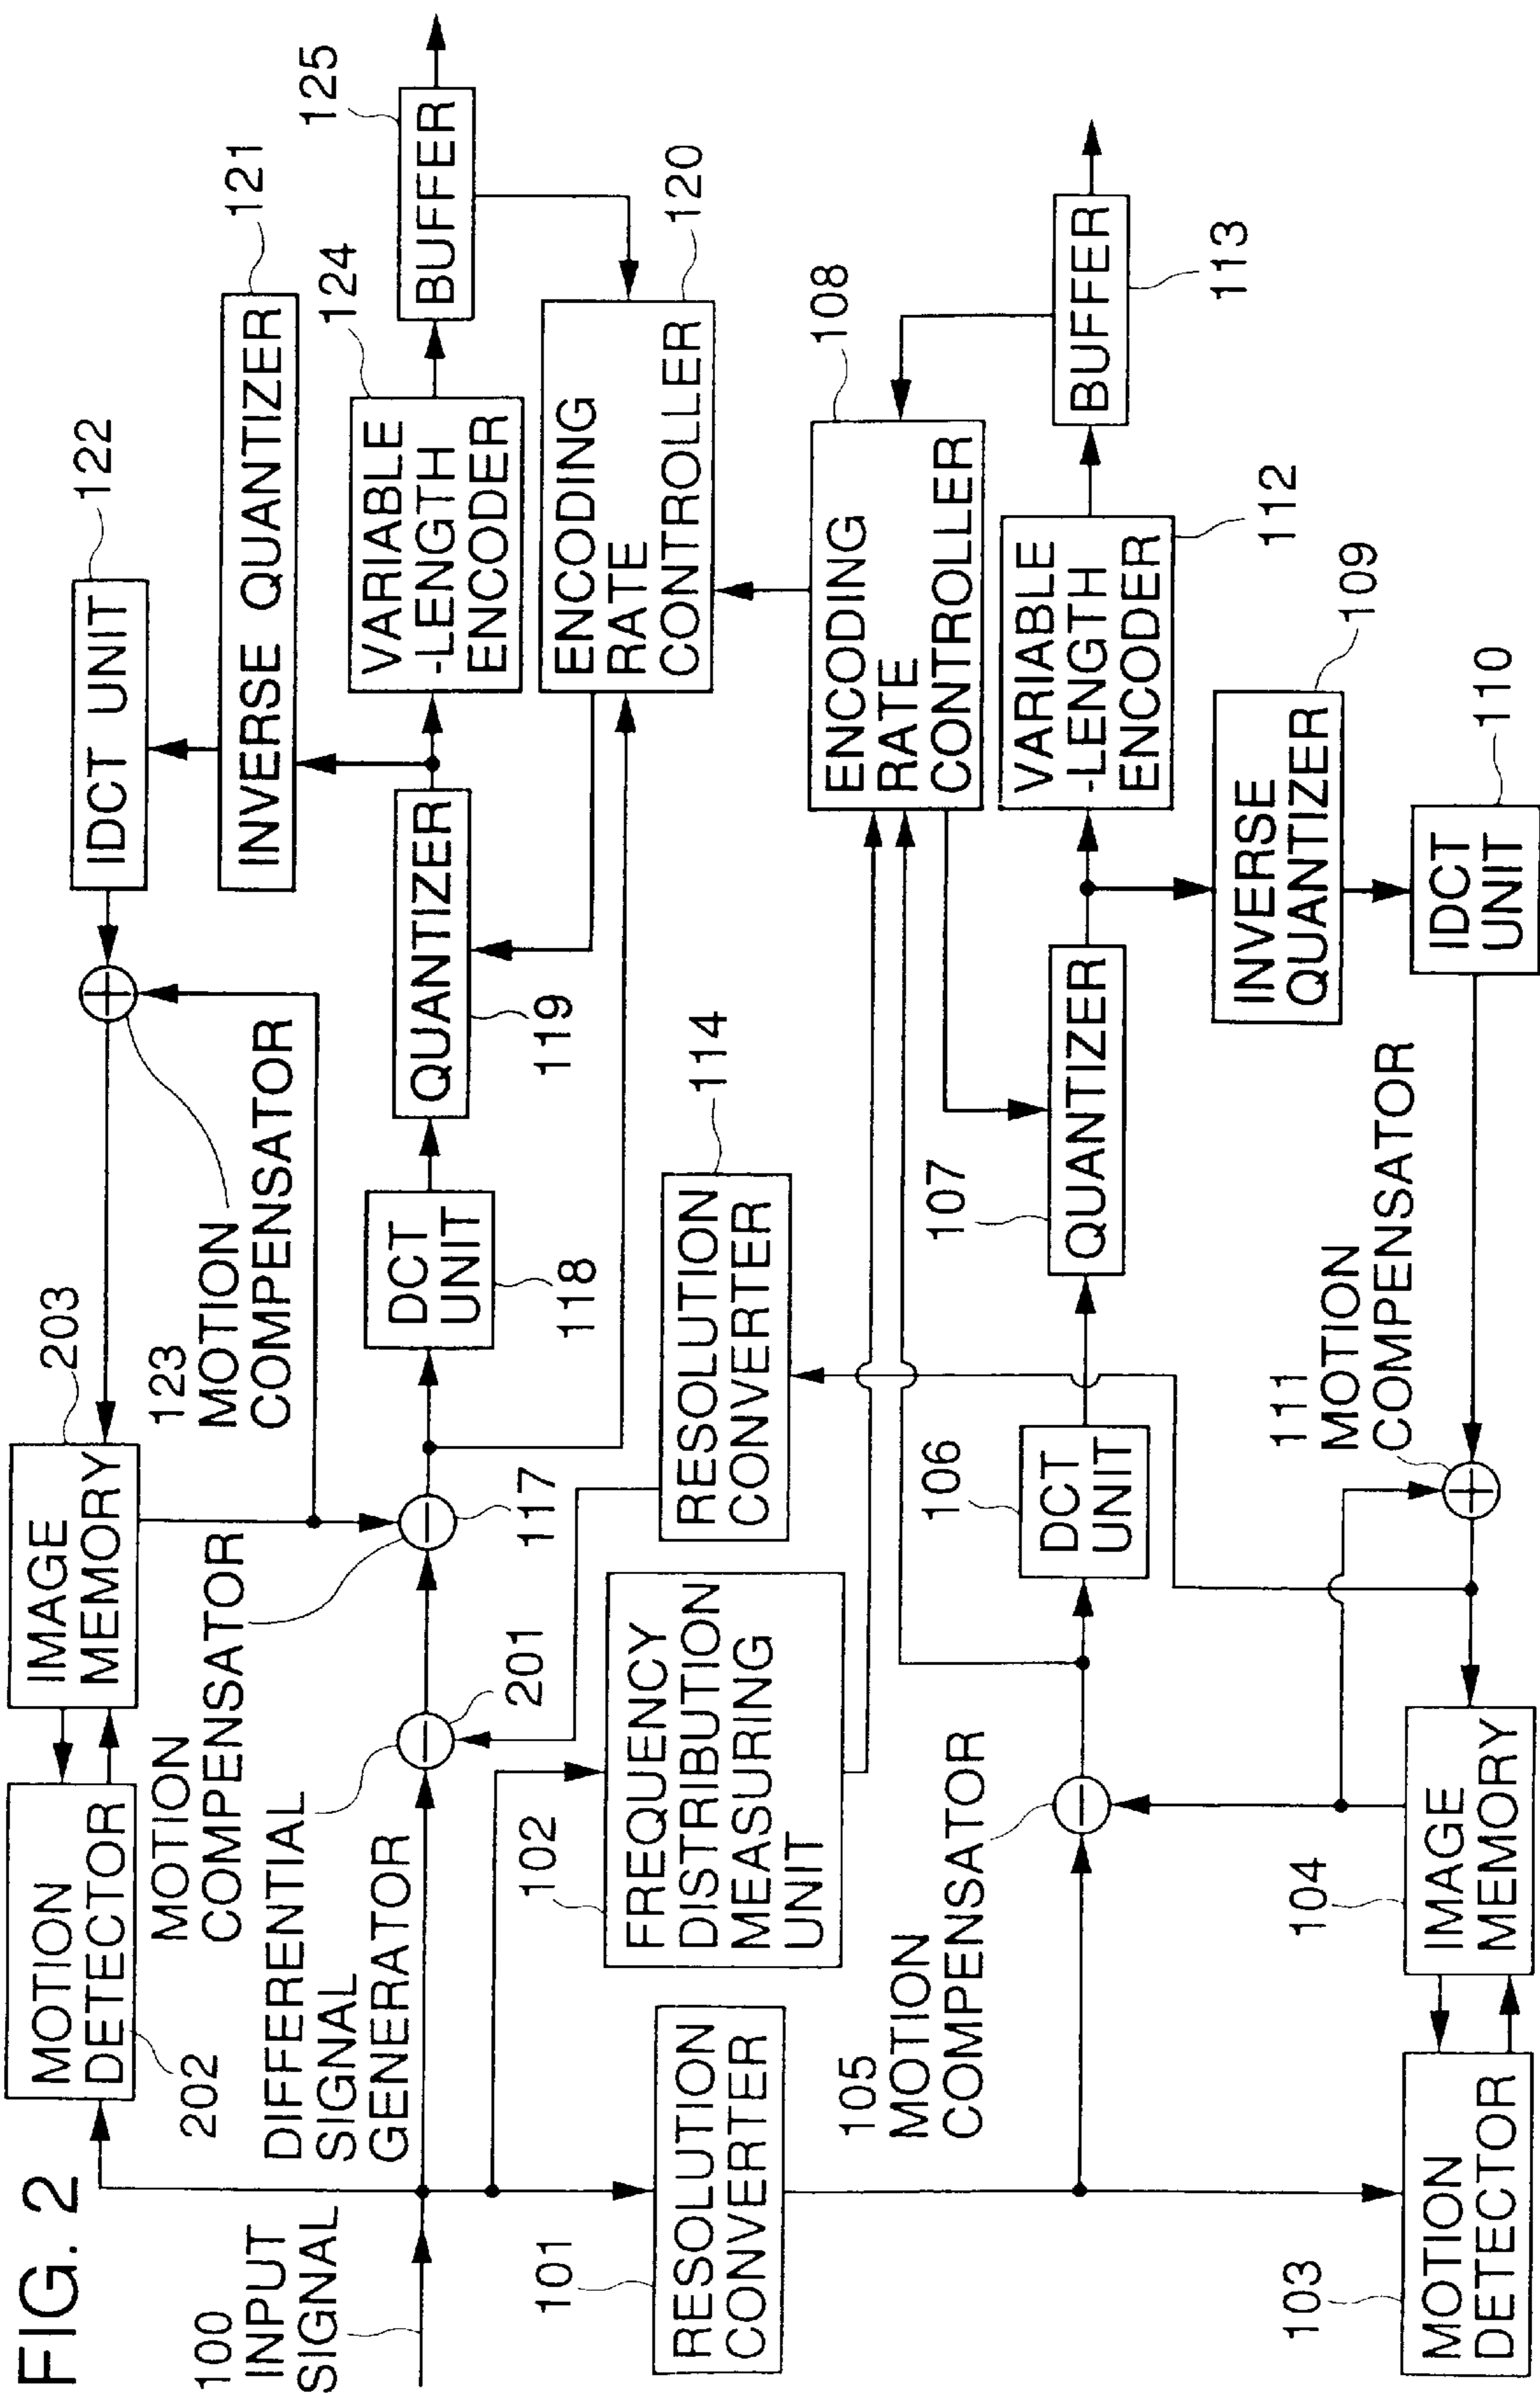 FIG. 2
100
INPUT
SIGNAL
MOTION
DETECTOR
202
IMAGE
MEMORY
203
123
MOTION
COMPENSATOR
IDCT UNIT
122
INVERSE QUANTIZER
121
MOTION
COMPENSATOR
117
DIFFERENTIAL
SIGNAL
GENERATOR
201
DCT
UNIT
118
QUANTIZER
119
VARIABLE
-LENGTH
ENCODER
124
BUFFER
125
ENCODING
RATE
CONTROLLER
120
101
RESOLUTION
CONVERTER
102
FREQUENCY
DISTRIBUTION
MEASURING
UNIT
RESOLUTION
CONVERTER
114
ENCODING
RATE
CONTROLLER
108
105
MOTION
COMPENSATOR
106
DCT
UNIT
107
QUANTIZER
VARIABLE
-LENGTH
ENCODER
112
BUFFER
113
INVERSE
QUANTIZER
109
103
MOTION
DETECTOR
104
IMAGE
MEMORY
111
MOTION
COMPENSATOR
IDCT
UNIT
110